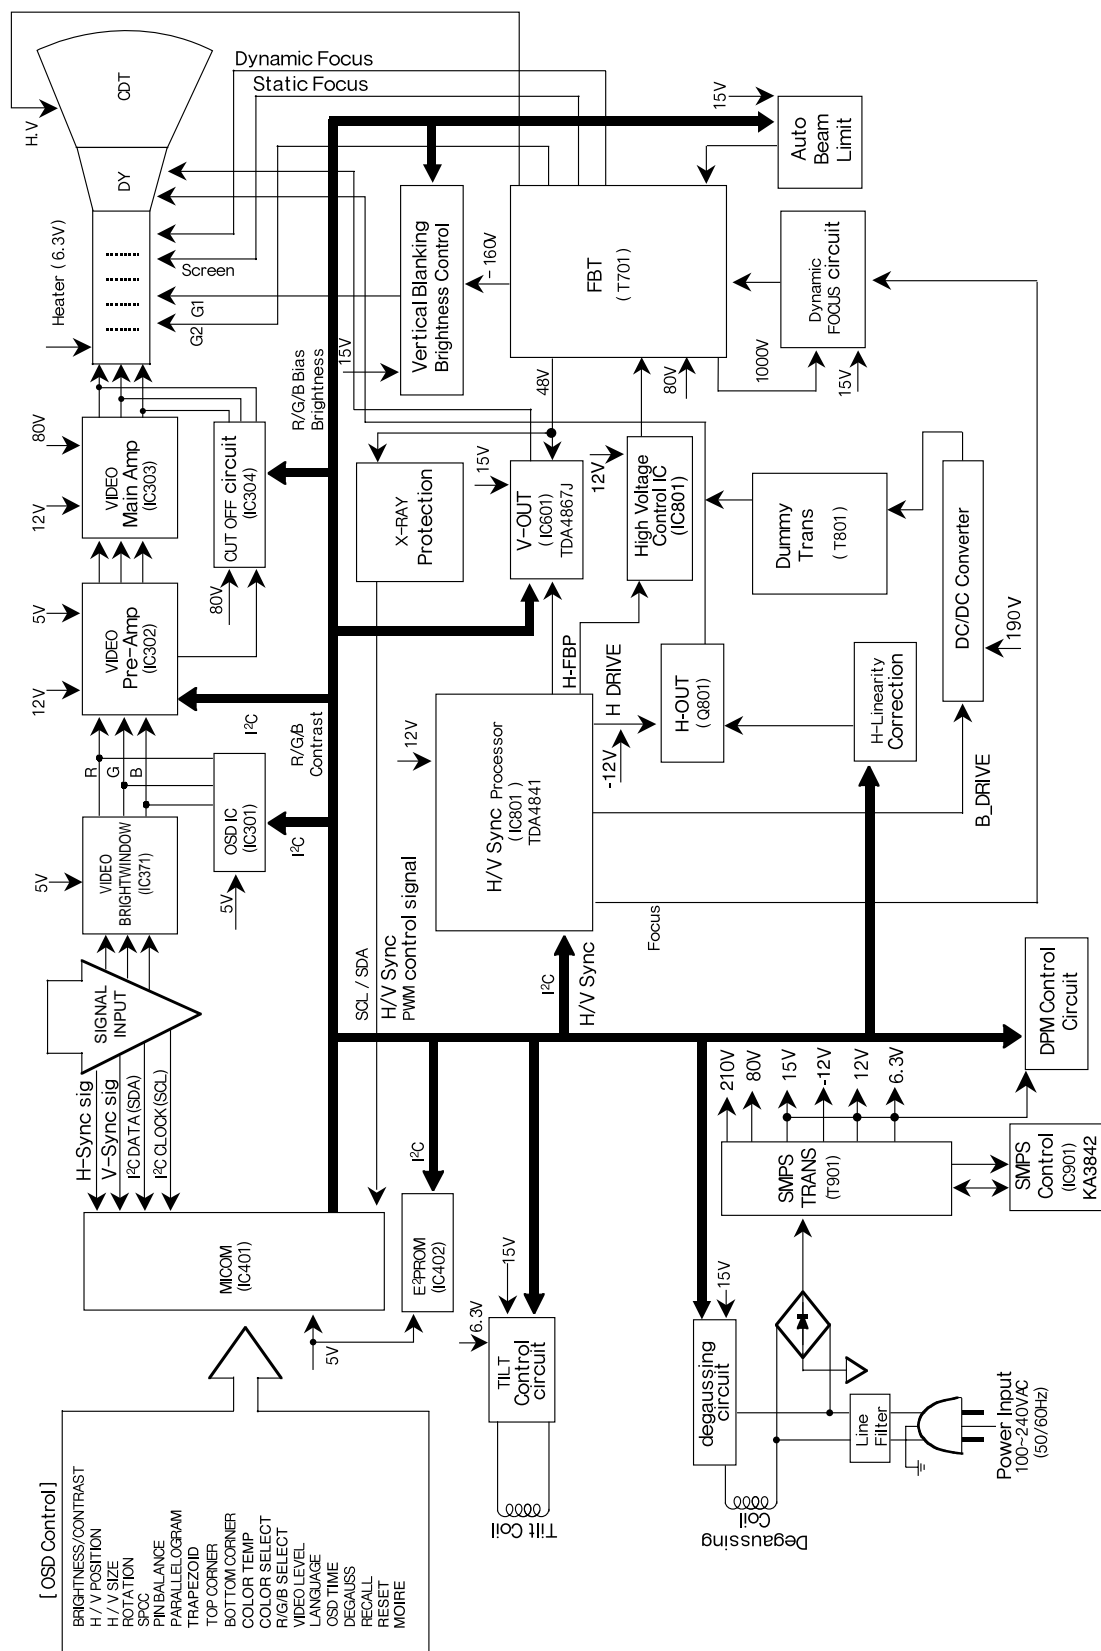 [ OSD Control ]
BRIGHTNESS/CONTRAST
H / V POSITION
H / V SIZE
ROTATION
SPCC
PIN BALANCE
PARALLELOGRAM
TRAPEZOID
TOP CORNER
BOTTOM CORNER
COLOR TEMP
COLOR SELECT
R/G/B SELECT
VIDEO LEVEL
LANGUAGE
OSD TIME
DEGAUSS
RECALL
RESET
MOIRE
MICOM
(IC401)
5V
E²PROM
(IC402)
I²C
H-Sync sig
V-Sync sig
I²C DATA (SDA)
I²C CLOCK (SCL)
SIGNAL
INPUT
5V
VIDEO
BRIGHTWINDOW
(IC371)
R
G
B
5V
OSD IC
(IC301)
I²C
12V
5V
VIDEO
Pre-Amp
(IC302)
I²C
R/G/B
Contrast
12V
80V
VIDEO
Main Amp
(IC303)
80V
CUT OFF circuit
(IC304)
R/G/B Bias
Brightness
Heater ( 6.3V )
G2
G1
Screen
DY
CDT
H.V
Dynamic Focus
Static Focus
15V
Vertical Blanking
Brightness Control
-160V
FBT
( T701 )
15V
Auto
Beam
Limit
Dynamic
FOCUS circuit
1000V
15V
48V
80V
X-RAY
Protection
15V
V-OUT
( IC601 )
TDA4867J
12V
High Voltage
Control IC
(IC801)
Dummy
Trans
( T801 )
DC/DC Converter
190V
SCL / SDA
H/V Sync
PWM control signal
12V
H/V Sync Processor
( IC801 )
TDA4841
H-FBP
H DRIVE
-12V
H-OUT
( Q801 )
H-Linearity
Correction
B_DRIVE
Focus
I²C
H/V Sync
6.3V
15V
TILT
Control
circuit
Tilt Coil
15V
degaussing
circuit
Degaussing
Coil
Line
Filter
Power Input
100~240VAC
(50/60Hz)
SMPS
TRANS
(T901)
210V
80V
15V
-12V
12V
6.3V
SMPS
Control
(IC901)
KA3842
DPM Control
Circuit